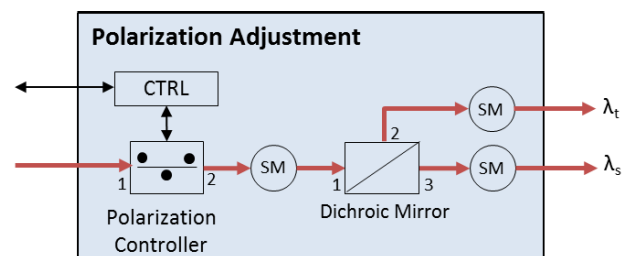 Polarization Adjustment
CTRL
SM
λt
2
1
2
SM
1
3
SM
λs
Polarization
Controller
Dichroic Mirror